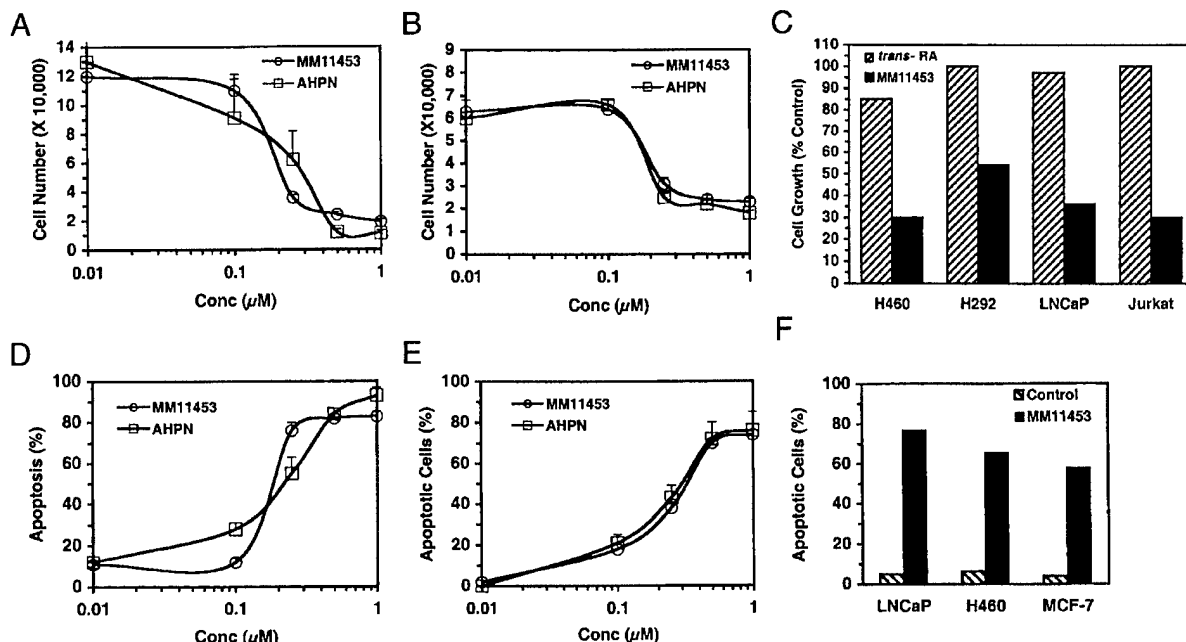 A
14
12
10
8
6
4
2
0
Cell Number (X 10,000)
MM11453
AHPN
0.01
0.1
1
Conc (µM)
B
9
8
7
6
5
4
3
2
1
0
Cell Number (X10,000)
MM11453
AHPN
0.01
0.1
1
Conc (µM)
C
110
100
90
80
70
60
50
40
30
20
10
0
Cell Growth (% Control)
trans- RA
MM11453
H460
H292
LNCaP
Jurkat
D
100
80
60
40
20
0
Apoptosis (%)
MM11453
AHPN
0.01
0.1
1
Conc (µM)
E
100
80
60
40
20
0
Apoptotic Cells (%)
MM11453
AHPN
0.01
0.1
1
Conc (µM)
F
100
80
60
40
20
0
Apoptotic Cells (%)
Control
MM11453
LNCaP
H460
MCF-7